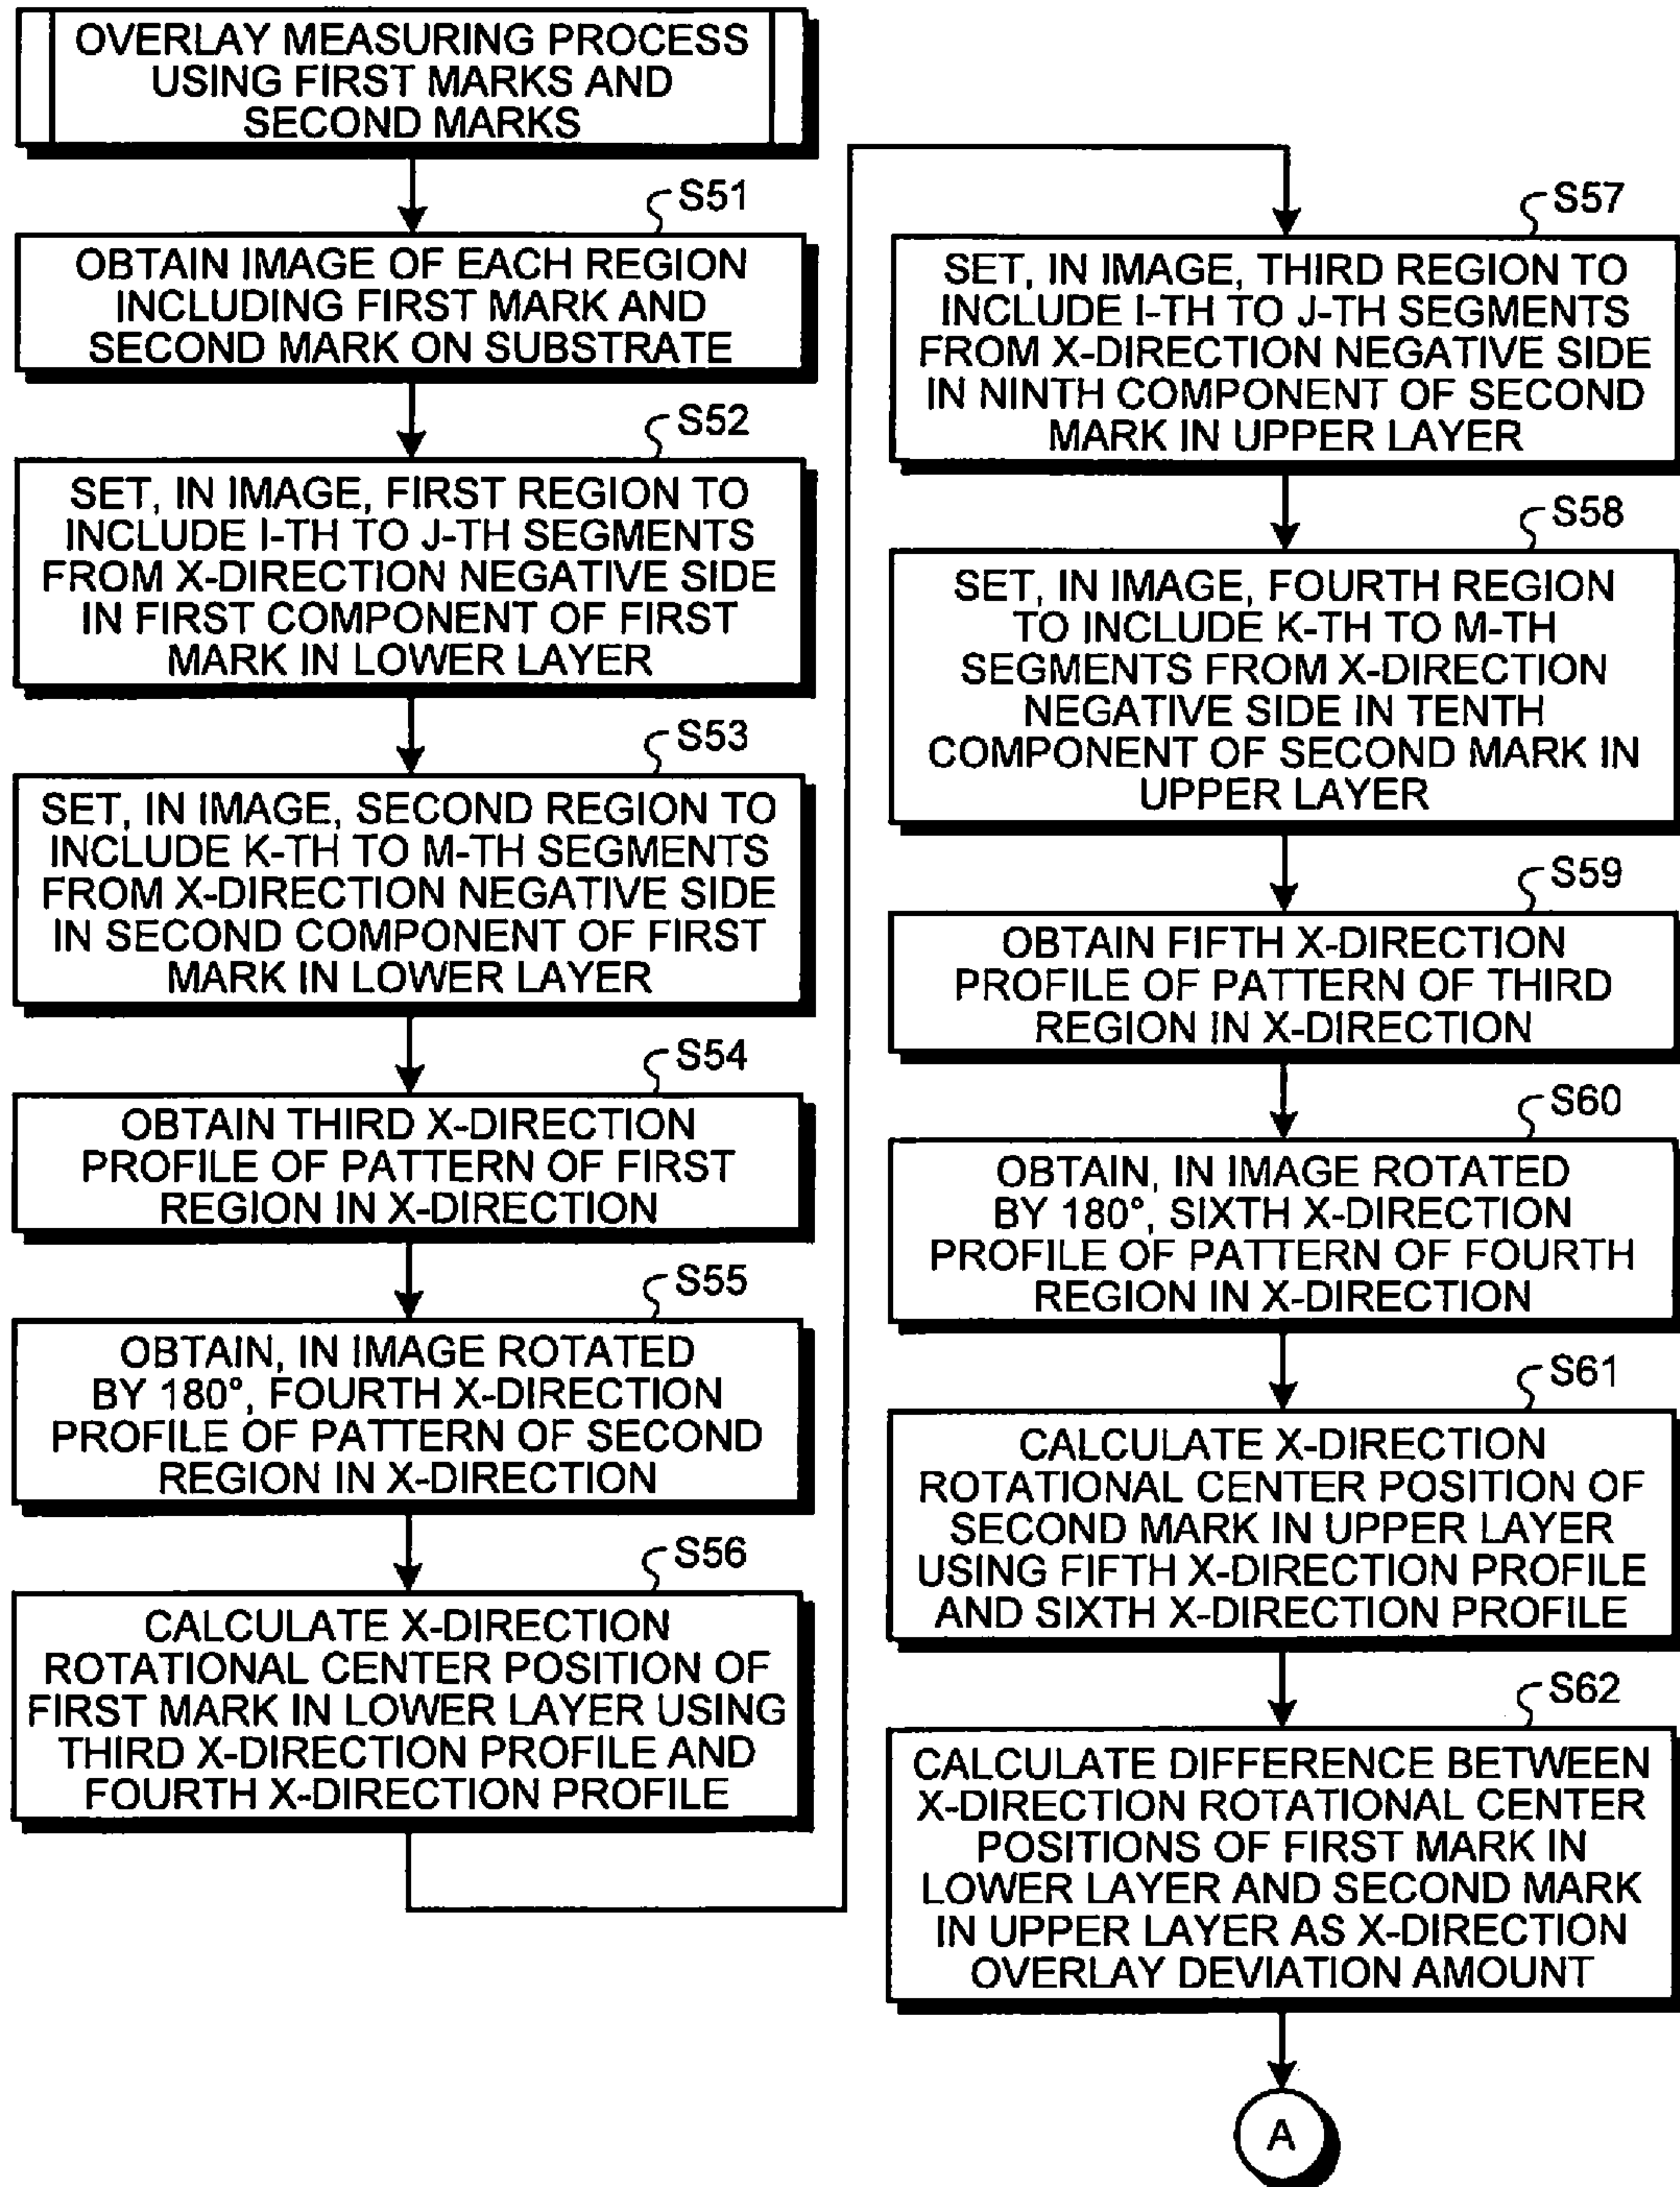 OVERLAY MEASURING PROCESS
USING FIRST MARKS AND
SECOND MARKS
S51
OBTAIN IMAGE OF EACH REGION
INCLUDING FIRST MARK AND
SECOND MARK ON SUBSTRATE
S52
SET, IN IMAGE, FIRST REGION TO
INCLUDE I-TH TO J-TH SEGMENTS
FROM X-DIRECTION NEGATIVE SIDE
IN FIRST COMPONENT OF FIRST
MARK IN LOWER LAYER
S53
SET, IN IMAGE, SECOND REGION TO
INCLUDE K-TH TO M-TH SEGMENTS
FROM X-DIRECTION NEGATIVE SIDE
IN SECOND COMPONENT OF FIRST
MARK IN LOWER LAYER
S54
OBTAIN THIRD X-DIRECTION
PROFILE OF PATTERN OF FIRST
REGION IN X-DIRECTION
S55
OBTAIN, IN IMAGE ROTATED
BY 180°, FOURTH X-DIRECTION
PROFILE OF PATTERN OF SECOND
REGION IN X-DIRECTION
S56
CALCULATE X-DIRECTION
ROTATIONAL CENTER POSITION OF
FIRST MARK IN LOWER LAYER USING
THIRD X-DIRECTION PROFILE AND
FOURTH X-DIRECTION PROFILE
S57
SET, IN IMAGE, THIRD REGION TO
INCLUDE I-TH TO J-TH SEGMENTS
FROM X-DIRECTION NEGATIVE SIDE
IN NINTH COMPONENT OF SECOND
MARK IN UPPER LAYER
S58
SET, IN IMAGE, FOURTH REGION
TO INCLUDE K-TH TO M-TH
SEGMENTS FROM X-DIRECTION
NEGATIVE SIDE IN TENTH
COMPONENT OF SECOND MARK IN
UPPER LAYER
S59
OBTAIN FIFTH X-DIRECTION
PROFILE OF PATTERN OF THIRD
REGION IN X-DIRECTION
S60
OBTAIN, IN IMAGE ROTATED
BY 180°, SIXTH X-DIRECTION
PROFILE OF PATTERN OF FOURTH
REGION IN X-DIRECTION
S61
CALCULATE X-DIRECTION
ROTATIONAL CENTER POSITION OF
SECOND MARK IN UPPER LAYER
USING FIFTH X-DIRECTION PROFILE
AND SIXTH X-DIRECTION PROFILE
S62
CALCULATE DIFFERENCE BETWEEN
X-DIRECTION ROTATIONAL CENTER
POSITIONS OF FIRST MARK IN
LOWER LAYER AND SECOND MARK
IN UPPER LAYER AS X-DIRECTION
OVERLAY DEVIATION AMOUNT
A